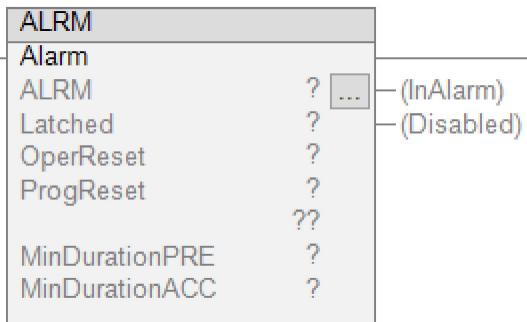 ALRM
Alarm
ALRM ? ... (InAlarm)
Latched ? (Disabled)
OperReset ?
ProgReset ?
??
MinDurationPRE ?
MinDurationACC ?